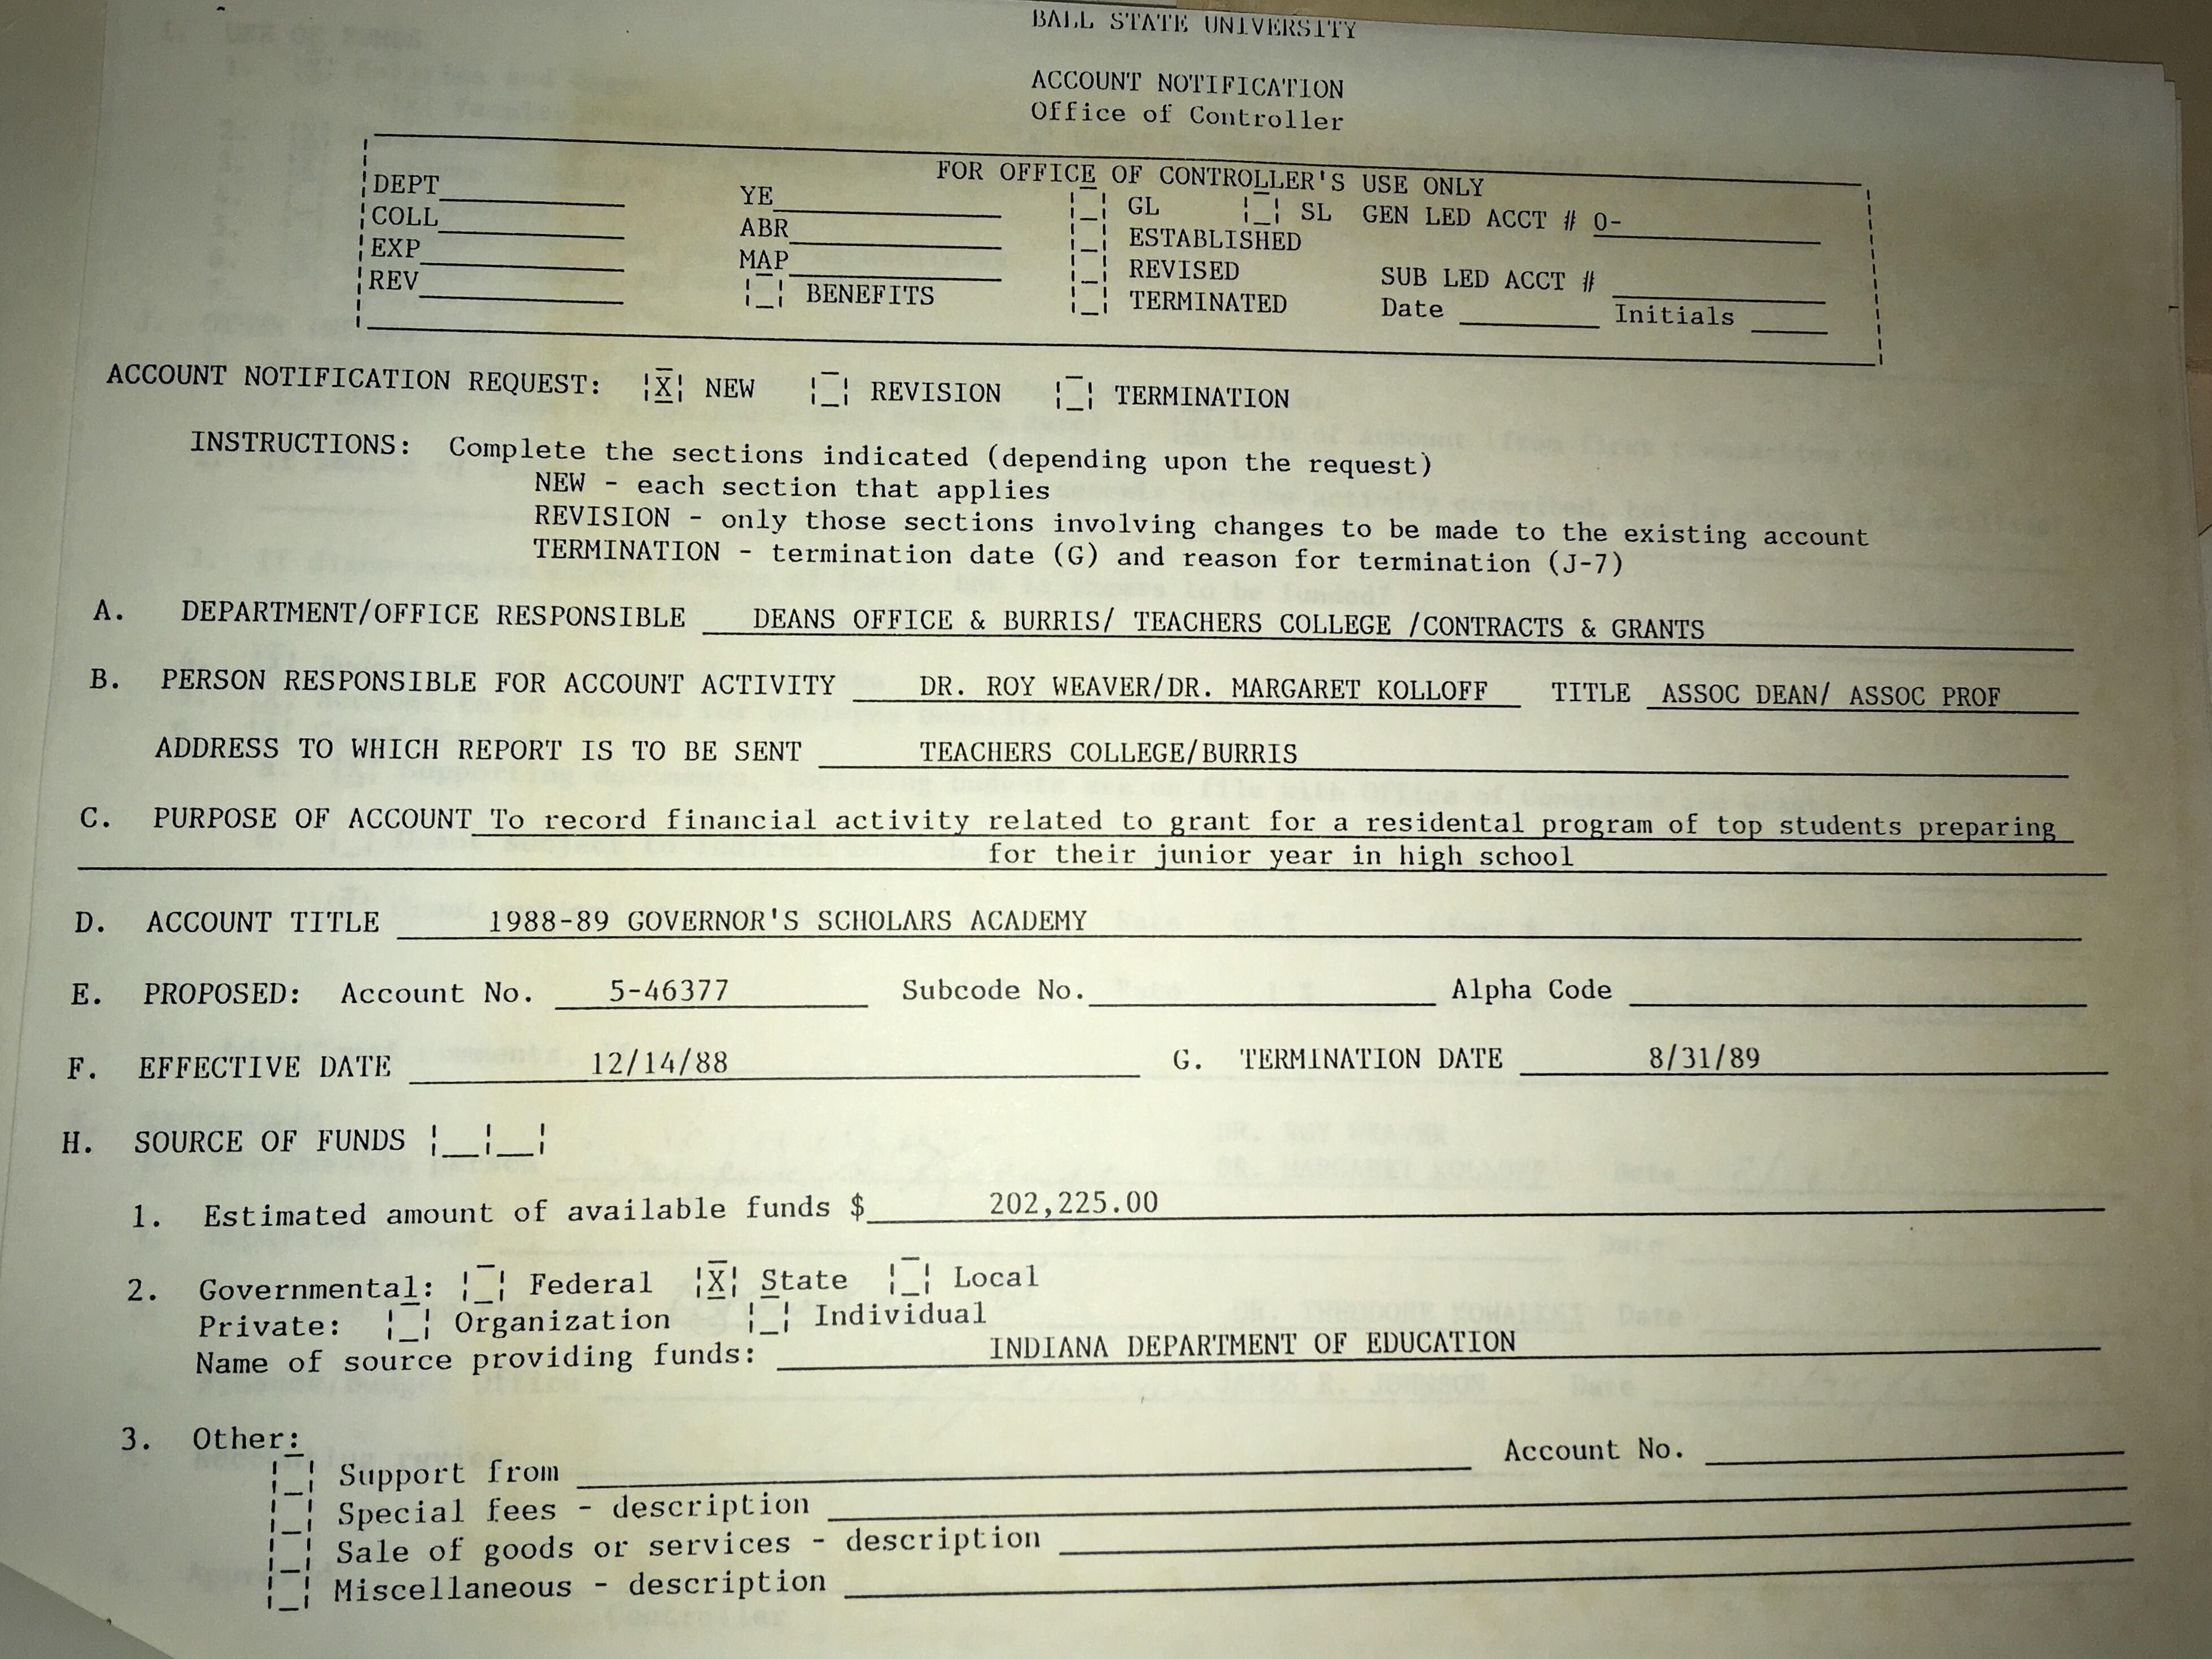 BALL STATE UNIVERSITY
ACCOUNT NOTIFICATION
Office of Controller
FOR OFFICE OF CONTROLLER'S USE ONLY
DEPT YE GL SL GEN LED ACCT # 0-
COLL ABR ESTABLISHED
EXP MAP REVISED SUB LED ACCT #
REV BENEFITS TERMINATED Date Initials
ACCOUNT NOTIFICATION REQUEST: X NEW REVISION TERMINATION
INSTRUCTIONS: Complete the sections indicated (depending upon the request)
NEW - each section that applies
REVISION - only those sections involving changes to be made to the existing account
TERMINATION - termination date (G) and reason for termination (J-7)
A. DEPARTMENT/OFFICE RESPONSIBLE DEANS OFFICE & BURRIS/ TEACHERS COLLEGE /CONTRACTS & GRANTS
B. PERSON RESPONSIBLE FOR ACCOUNT ACTIVITY DR. ROY WEAVER/DR. MARGARET KOLLOFF TITLE ASSOC DEAN/ ASSOC PROF
ADDRESS TO WHICH REPORT IS TO BE SENT TEACHERS COLLEGE/BURRIS
C. PURPOSE OF ACCOUNT To record financial activity related to grant for a residental program of top students preparing
for their junior year in high school
D. ACCOUNT TITLE 1988-89 GOVERNOR'S SCHOLARS ACADEMY
E. PROPOSED: Account No. 5-46377 Subcode No. Alpha Code
F. EFFECTIVE DATE 12/14/88 G. TERMINATION DATE 8/31/89
H. SOURCE OF FUNDS
1. Estimated amount of available funds $ 202,225.00
2. Governmental: Federal X State Local
Private: Organization Individual
Name of source providing funds: INDIANA DEPARTMENT OF EDUCATION
3. Other:
Support from Account No.
Special fees - description
Sale of goods or services - description
Miscellaneous - description